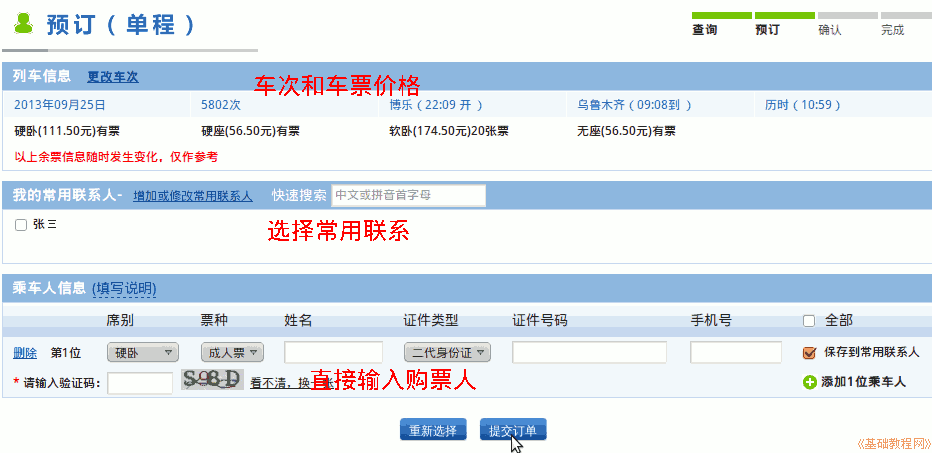 预订（单程）
查询 预订 确认 完成
列车信息 更改车次
车次和车票价格
2013年09月25日 5802次 博乐（22:09 开 ） 乌鲁木齐（09:08到 ） 历时（10:59 ）
硬卧(111.50元)有票 硬座(56.50元)有票 软卧(174.50元)20张票 无座(56.50元)有票
以上余票信息随时发生变化，仅作参考
我的常用联系人- 增加或修改常用联系人 快速搜索 中文或拼音首字母
选择常用联系
张三
乘车人信息 (填写说明)
席别 票种 姓名 证件类型 证件号码 手机号 全部
删除 第1位 硬卧 成人票 二代身份证 保存到常用联系人
* 请输入验证码： S98D 看不清，换一张 添加1位乘车人
直接输入购票人
重新选择 提交订单
《基础教程网》